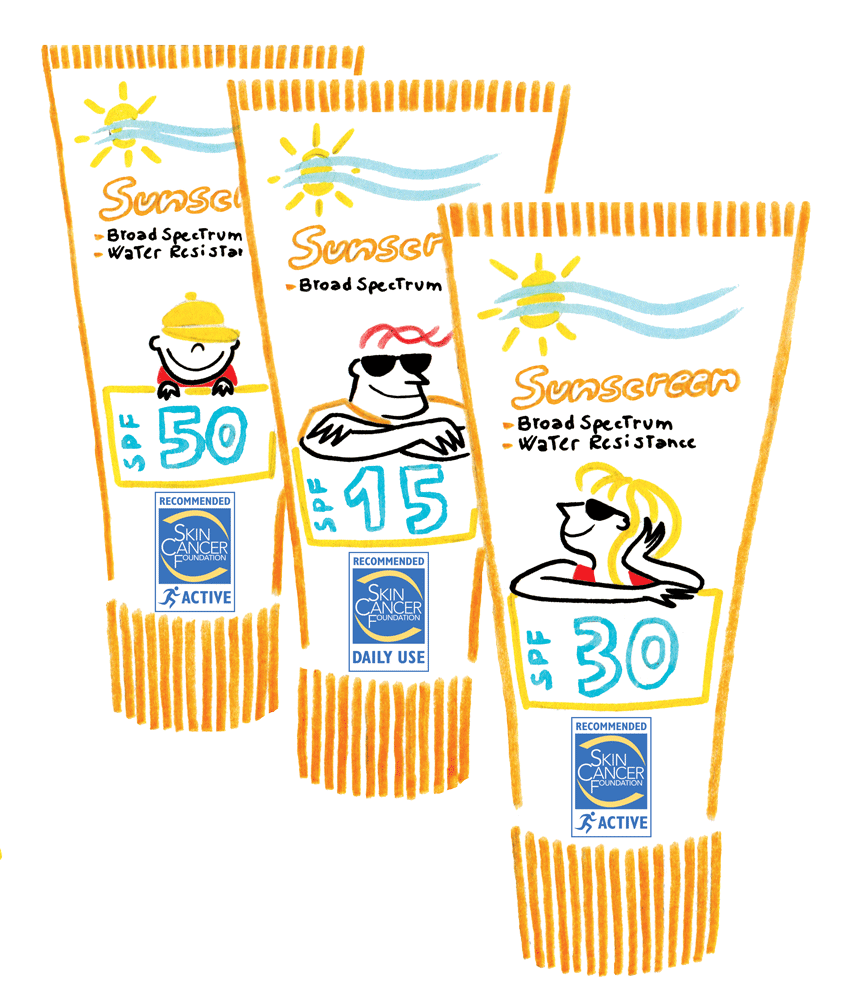 Sunsc
- Broad Spectrum
- Water Resistan
SPF 50
RECOMMENDED
SKIN
CANCER
FOUNDATION
ACTIVE
Sunscr
- Broad Spectrum
SPF 15
RECOMMENDED
SKIN
CANCER
FOUNDATION
DAILY USE
Sunscreen
- Broad Spectrum
- Water Resistance
SPF 30
RECOMMENDED
SKIN
CANCER
FOUNDATION
ACTIVE